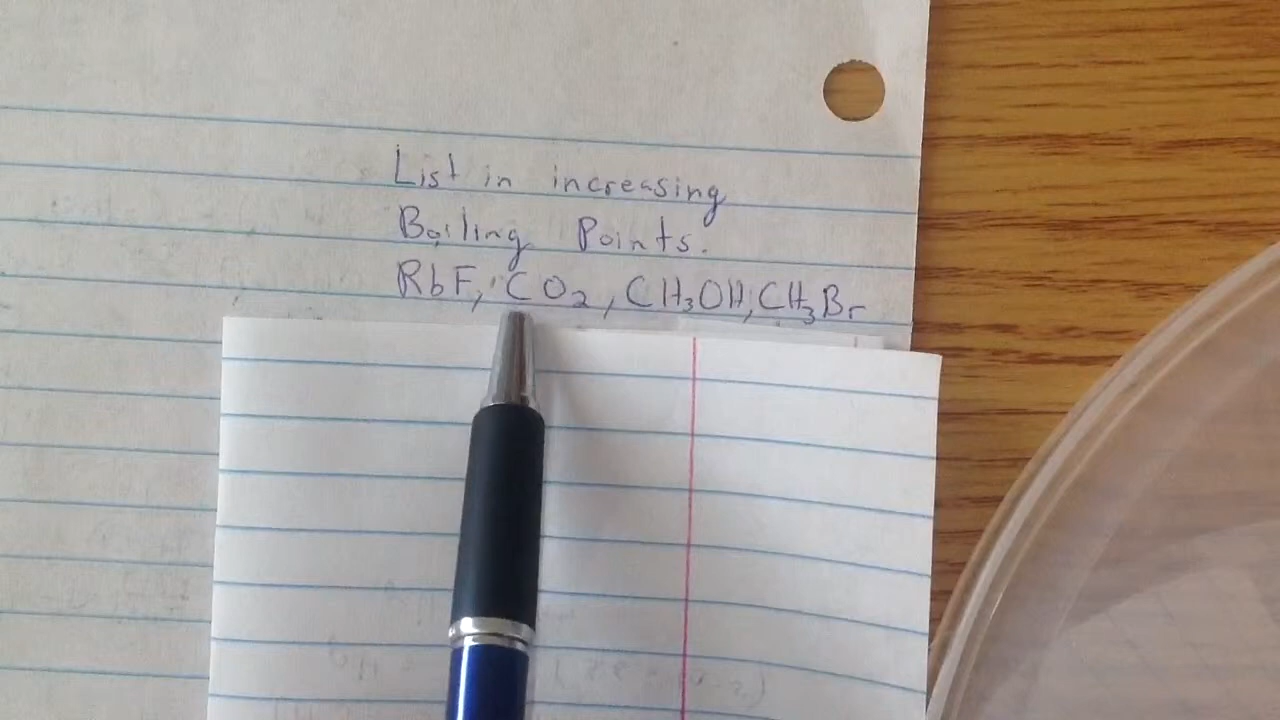 List in increasing
Boiling Points.
RbF, CO₂, CH₃OH, CH₃Br